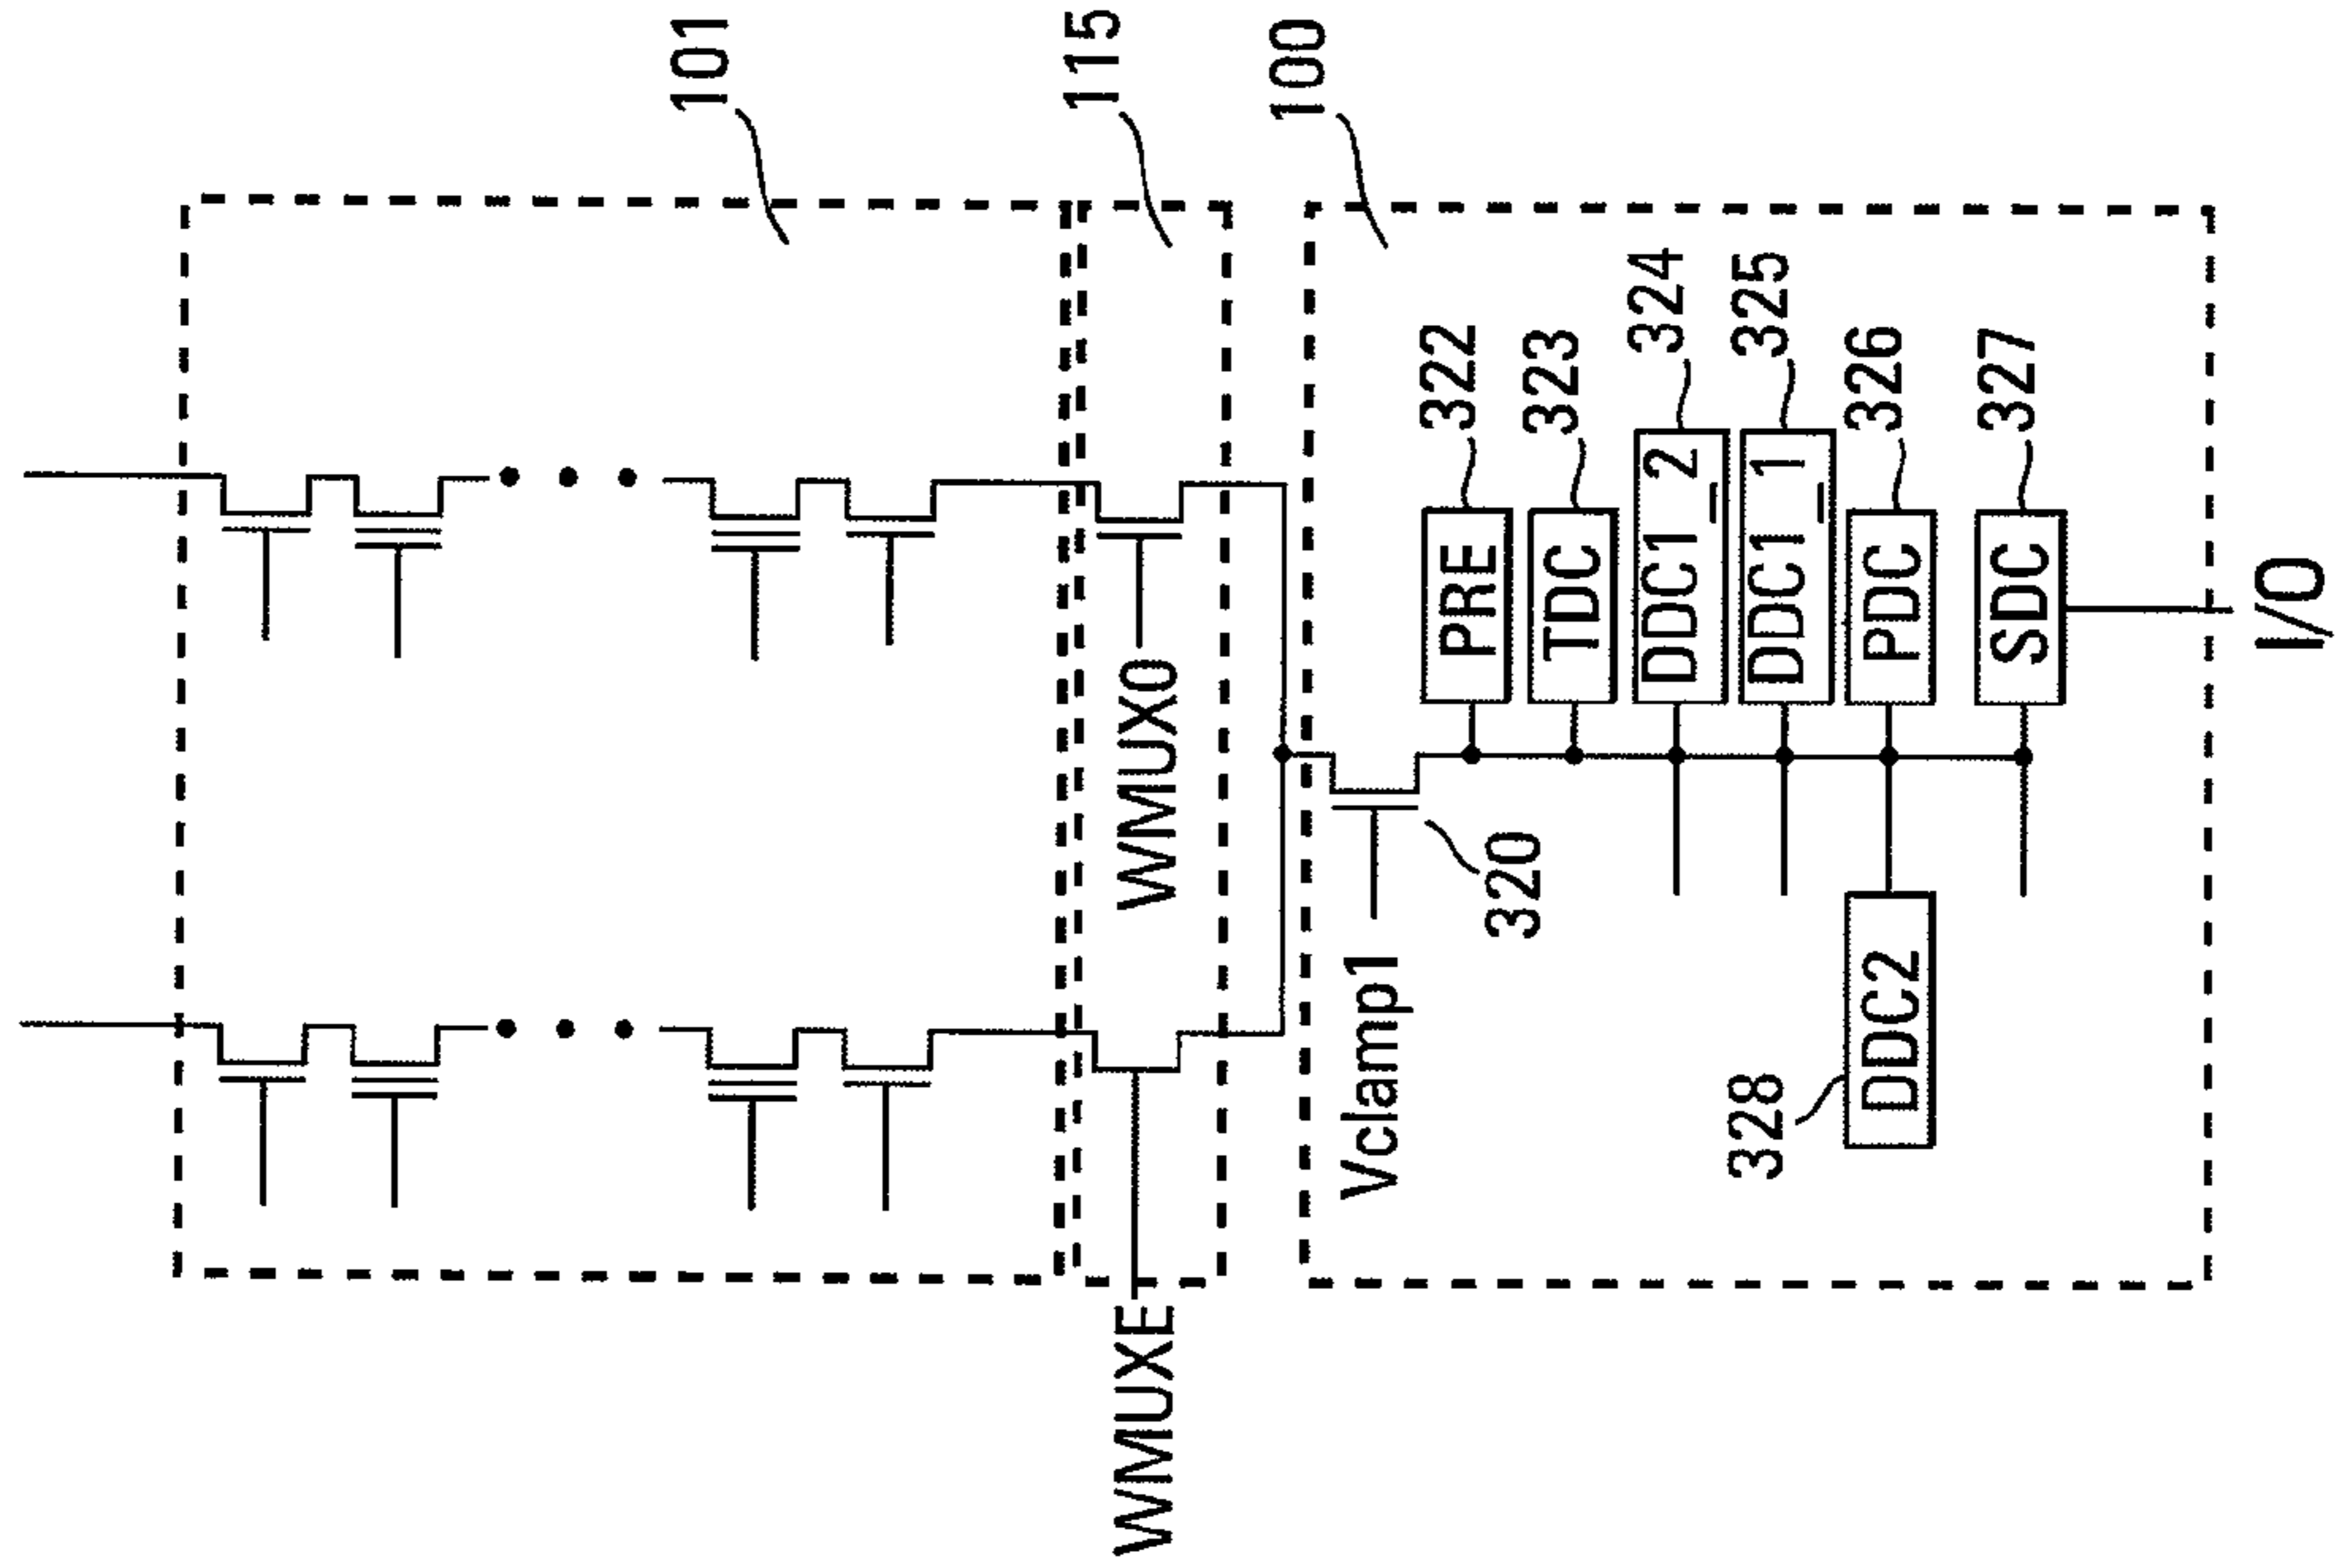 101
115
100
WMUXE
WMUXO
Vclamp1
320
PRE
322
TDC
323
DDC1_2
324
DDC1_1
325
PDC
326
SDC
327
328
DDC2
I/O